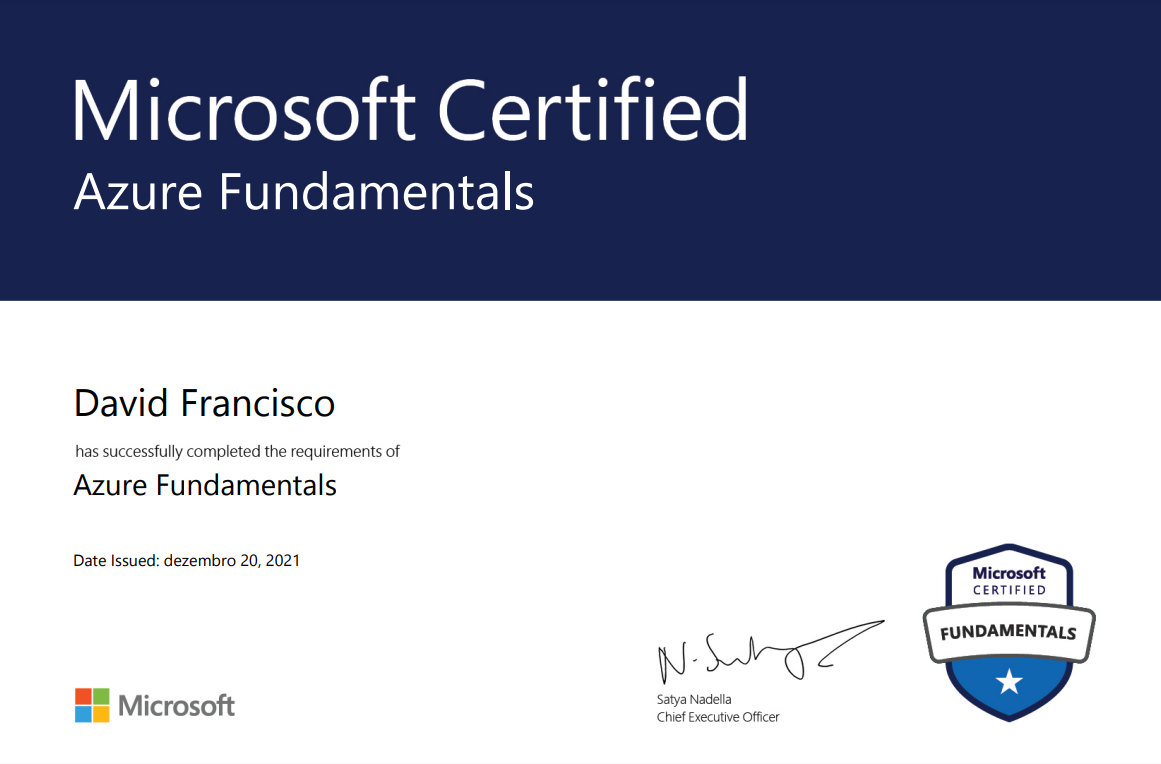 Microsoft Certified
Azure Fundamentals
David Francisco
has successfully completed the requirements of
Azure Fundamentals
Date Issued: dezembro 20, 2021
Microsoft
CERTIFIED
FUNDAMENTALS
N. Satya
Satya Nadella
Chief Executive Officer
Microsoft